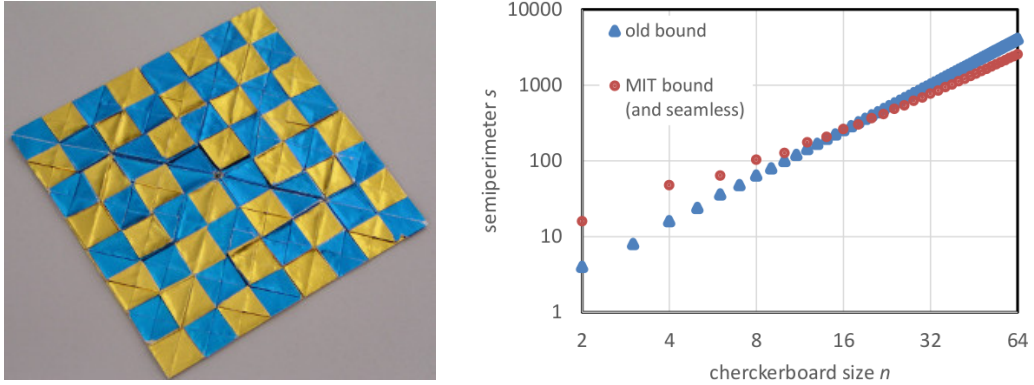 10000
1000
100
10
1
semiperimeter s
old bound
MIT bound
(and seamless)
2
4
8
16
32
64
cherckerboard size n